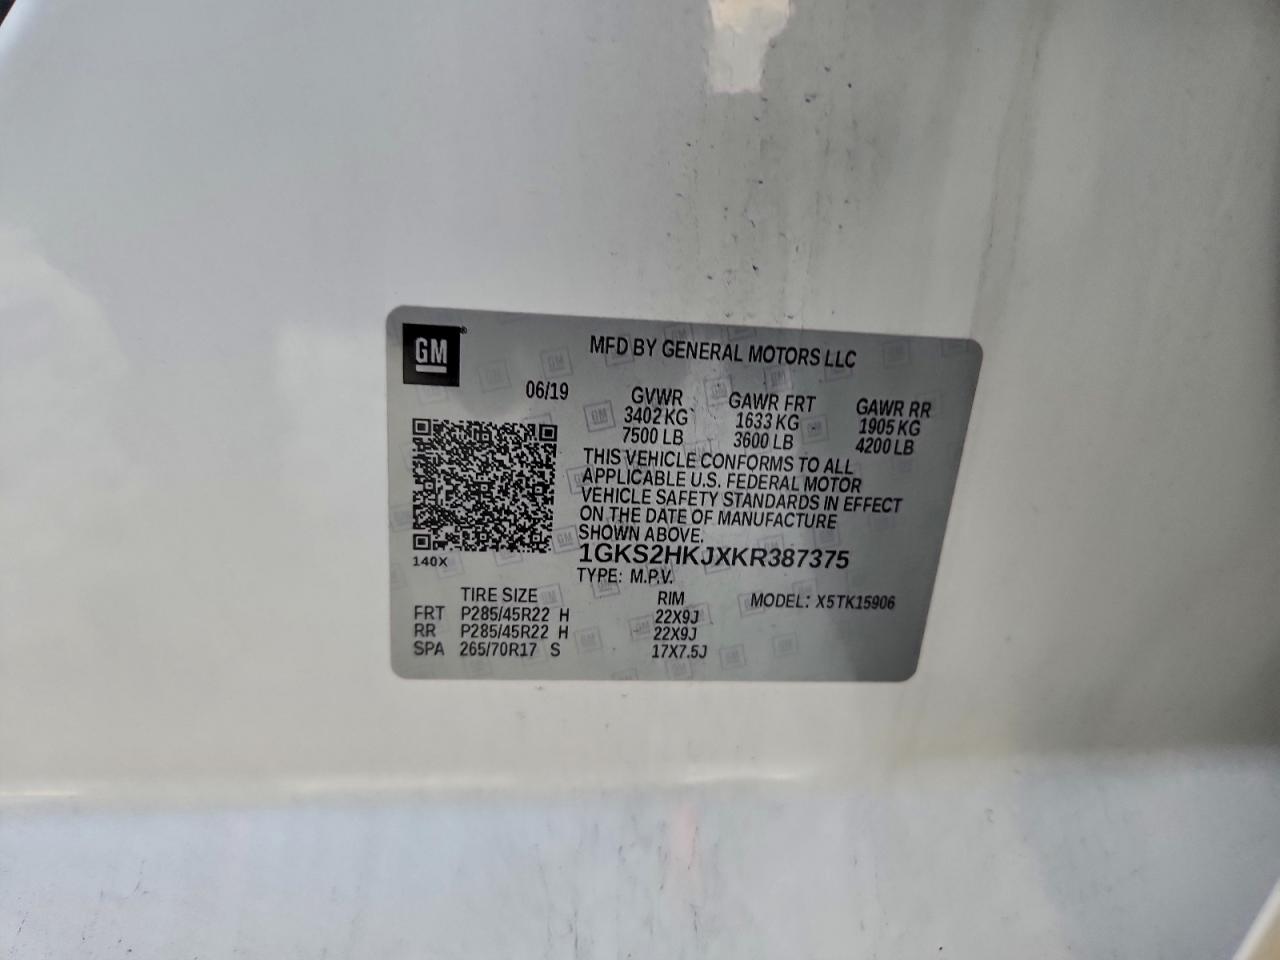 GM®
MFD BY GENERAL MOTORS LLC
06/19
GVWR GAWR FRT GAWR RR
3402 KG 1633 KG 1905 KG
7500 LB 3600 LB 4200 LB
THIS VEHICLE CONFORMS TO ALL
APPLICABLE U.S. FEDERAL MOTOR
VEHICLE SAFETY STANDARDS IN EFFECT
ON THE DATE OF MANUFACTURE
SHOWN ABOVE.
1GKS2HKJXKR387375
140X
TYPE: M.P.V.
MODEL: X5TK15906
TIRE SIZE RIM
FRT P285/45R22 H 22X9J
RR P285/45R22 H 22X9J
SPA 265/70R17 S 17X7.5J